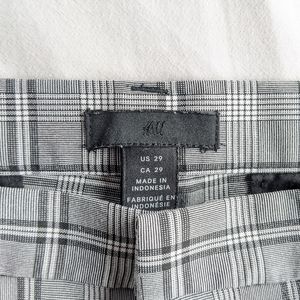 H&M
US 29
CA 29
MADE IN
INDONESIA
FABRIQUÉ EN
INDONÉSIE